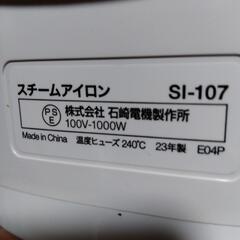 スチームアイロン SI-107
PSE 株式会社 石崎電機製作所
100V-1000W
Made in China 温度ヒューズ 240℃ 23年製 E04P